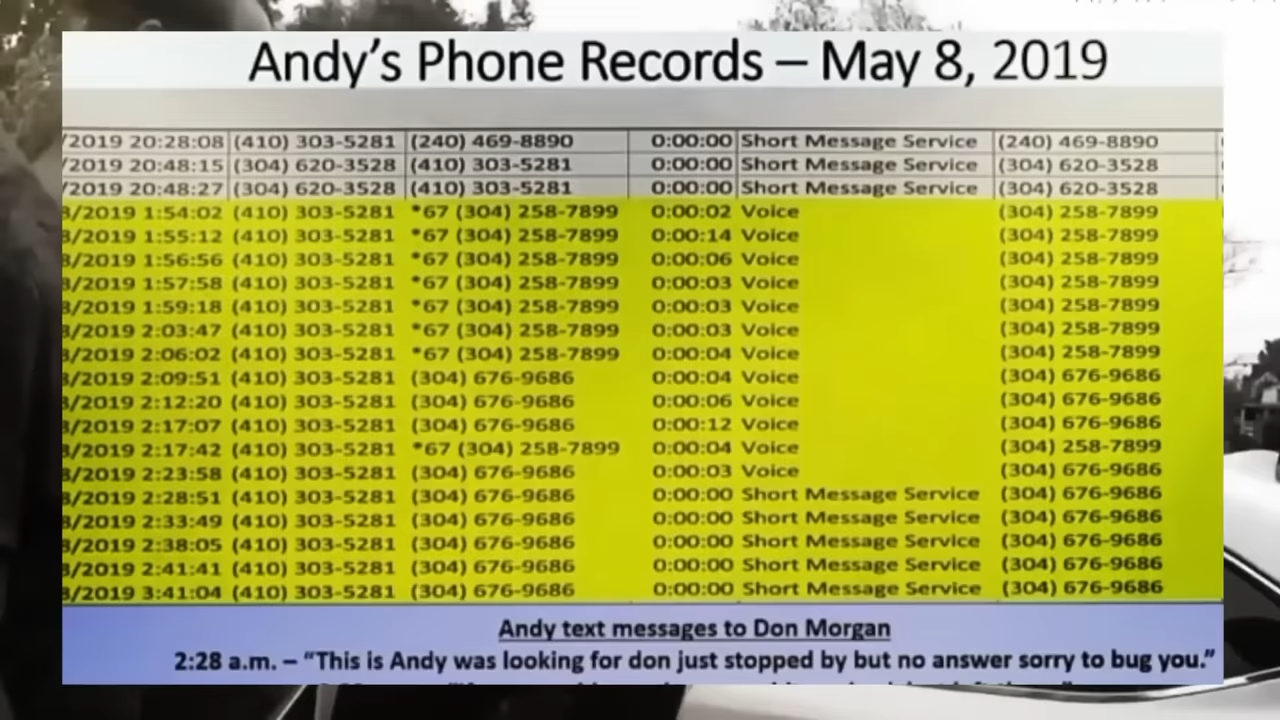 Andy's Phone Records – May 8, 2019
/2019 20:28:08 (410) 303-5281 (240) 469-8890 0:00:00 Short Message Service (240) 469-8890
/2019 20:48:15 (304) 620-3528 (410) 303-5281 0:00:00 Short Message Service (304) 620-3528
/2019 20:48:27 (304) 620-3528 (410) 303-5281 0:00:00 Short Message Service (304) 620-3528
8/2019 1:54:02 (410) 303-5281 *67 (304) 258-7899 0:00:02 Voice (304) 258-7899
8/2019 1:55:12 (410) 303-5281 *67 (304) 258-7899 0:00:14 Voice (304) 258-7899
8/2019 1:56:56 (410) 303-5281 *67 (304) 258-7899 0:00:06 Voice (304) 258-7899
8/2019 1:57:58 (410) 303-5281 *67 (304) 258-7899 0:00:03 Voice (304) 258-7899
8/2019 1:59:18 (410) 303-5281 *67 (304) 258-7899 0:00:03 Voice (304) 258-7899
8/2019 2:03:47 (410) 303-5281 *67 (304) 258-7899 0:00:03 Voice (304) 258-7899
8/2019 2:06:02 (410) 303-5281 *67 (304) 258-7899 0:00:04 Voice (304) 258-7899
8/2019 2:09:51 (410) 303-5281 (304) 676-9686 0:00:04 Voice (304) 676-9686
8/2019 2:12:20 (410) 303-5281 (304) 676-9686 0:00:06 Voice (304) 676-9686
8/2019 2:17:07 (410) 303-5281 (304) 676-9686 0:00:12 Voice (304) 676-9686
8/2019 2:17:42 (410) 303-5281 *67 (304) 258-7899 0:00:04 Voice (304) 258-7899
8/2019 2:23:58 (410) 303-5281 (304) 676-9686 0:00:03 Voice (304) 676-9686
8/2019 2:28:51 (410) 303-5281 (304) 676-9686 0:00:00 Short Message Service (304) 676-9686
8/2019 2:33:49 (410) 303-5281 (304) 676-9686 0:00:00 Short Message Service (304) 676-9686
8/2019 2:38:05 (410) 303-5281 (304) 676-9686 0:00:00 Short Message Service (304) 676-9686
8/2019 2:41:41 (410) 303-5281 (304) 676-9686 0:00:00 Short Message Service (304) 676-9686
8/2019 3:41:04 (410) 303-5281 (304) 676-9686 0:00:00 Short Message Service (304) 676-9686
Andy text messages to Don Morgan
2:28 a.m. – "This is Andy was looking for don just stopped by but no answer sorry to bug you."